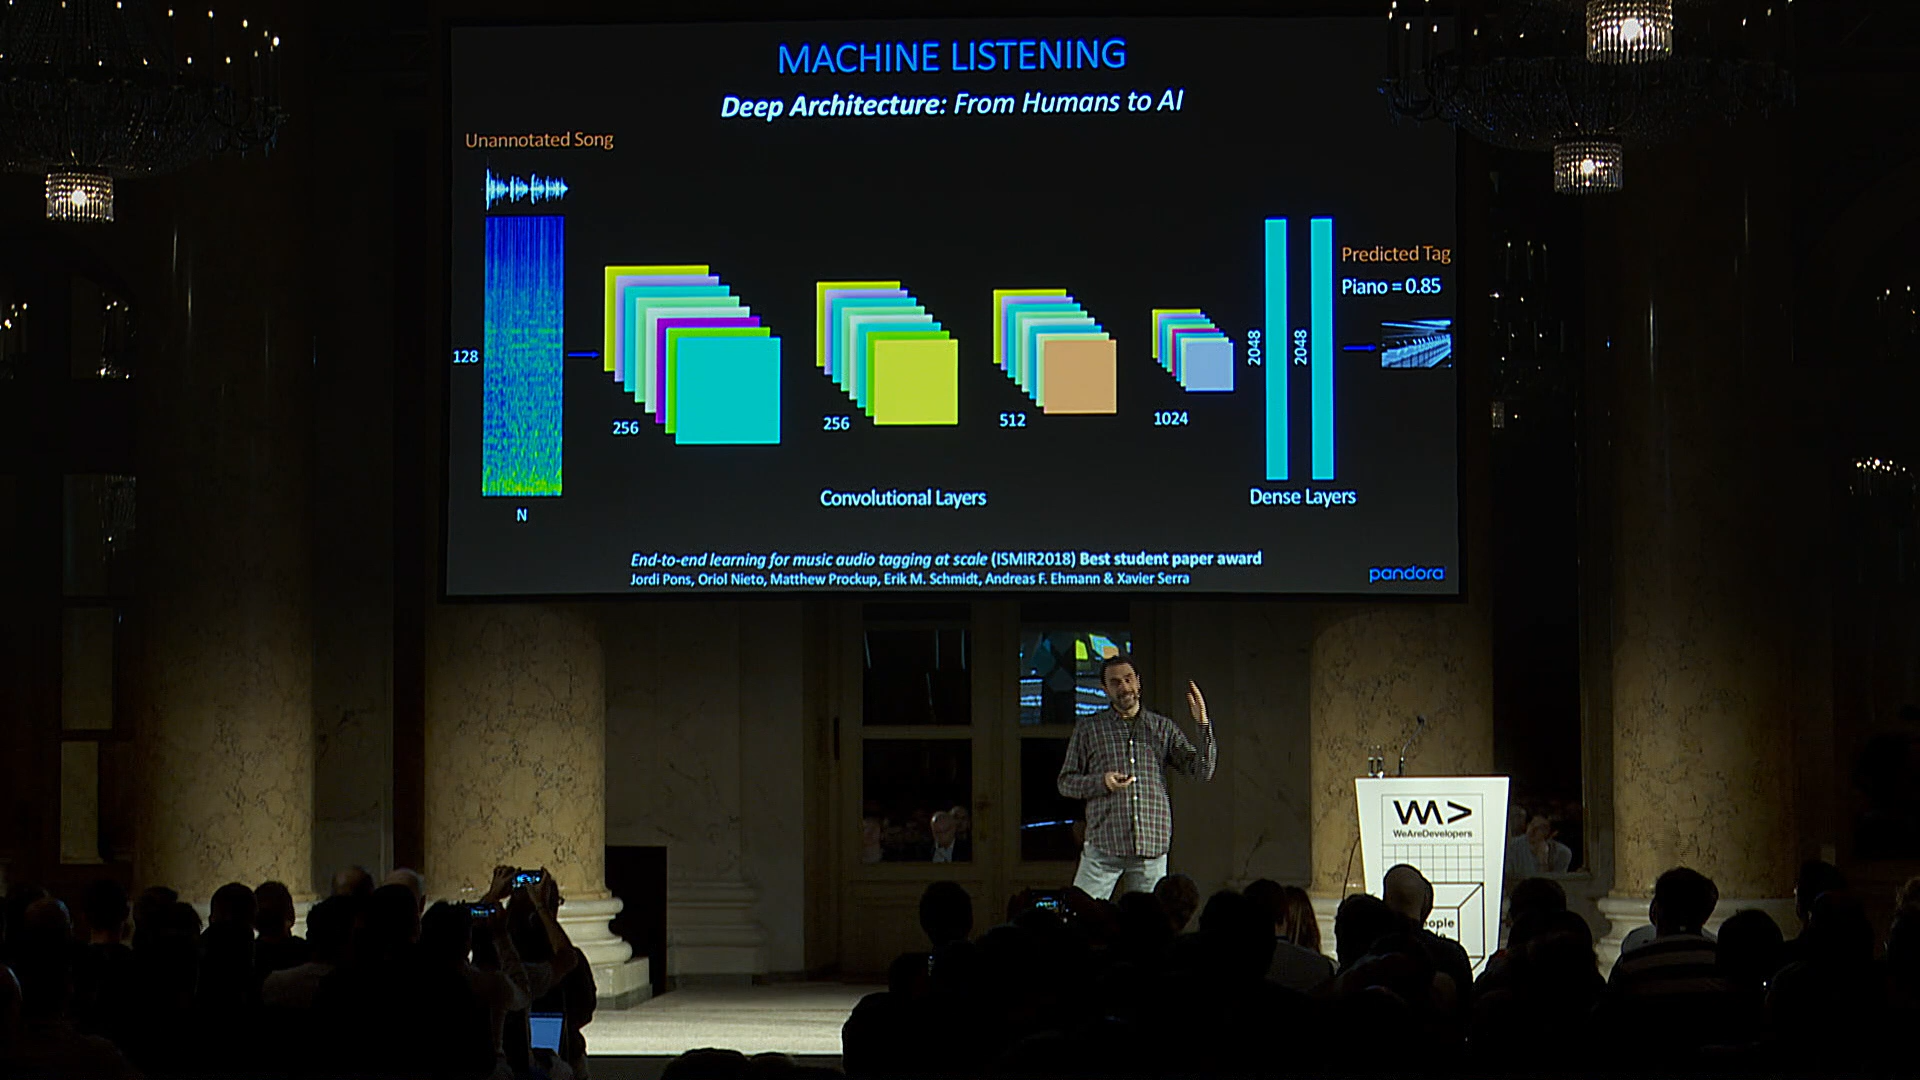 MACHINE LISTENING
Deep Architecture: From Humans to AI
Unannotated Song
Predicted Tag
Piano = 0.85
128
2048
2048
256
256
512
1024
Convolutional Layers
Dense Layers
N
End-to-end learning for music audio tagging at scale (ISMIR2018) Best student paper award
Jordi Pons, Oriol Nieto, Matthew Prockup, Erik M. Schmidt, Andreas F. Ehmann & Xavier Serra
pandora
WeAreDevelopers